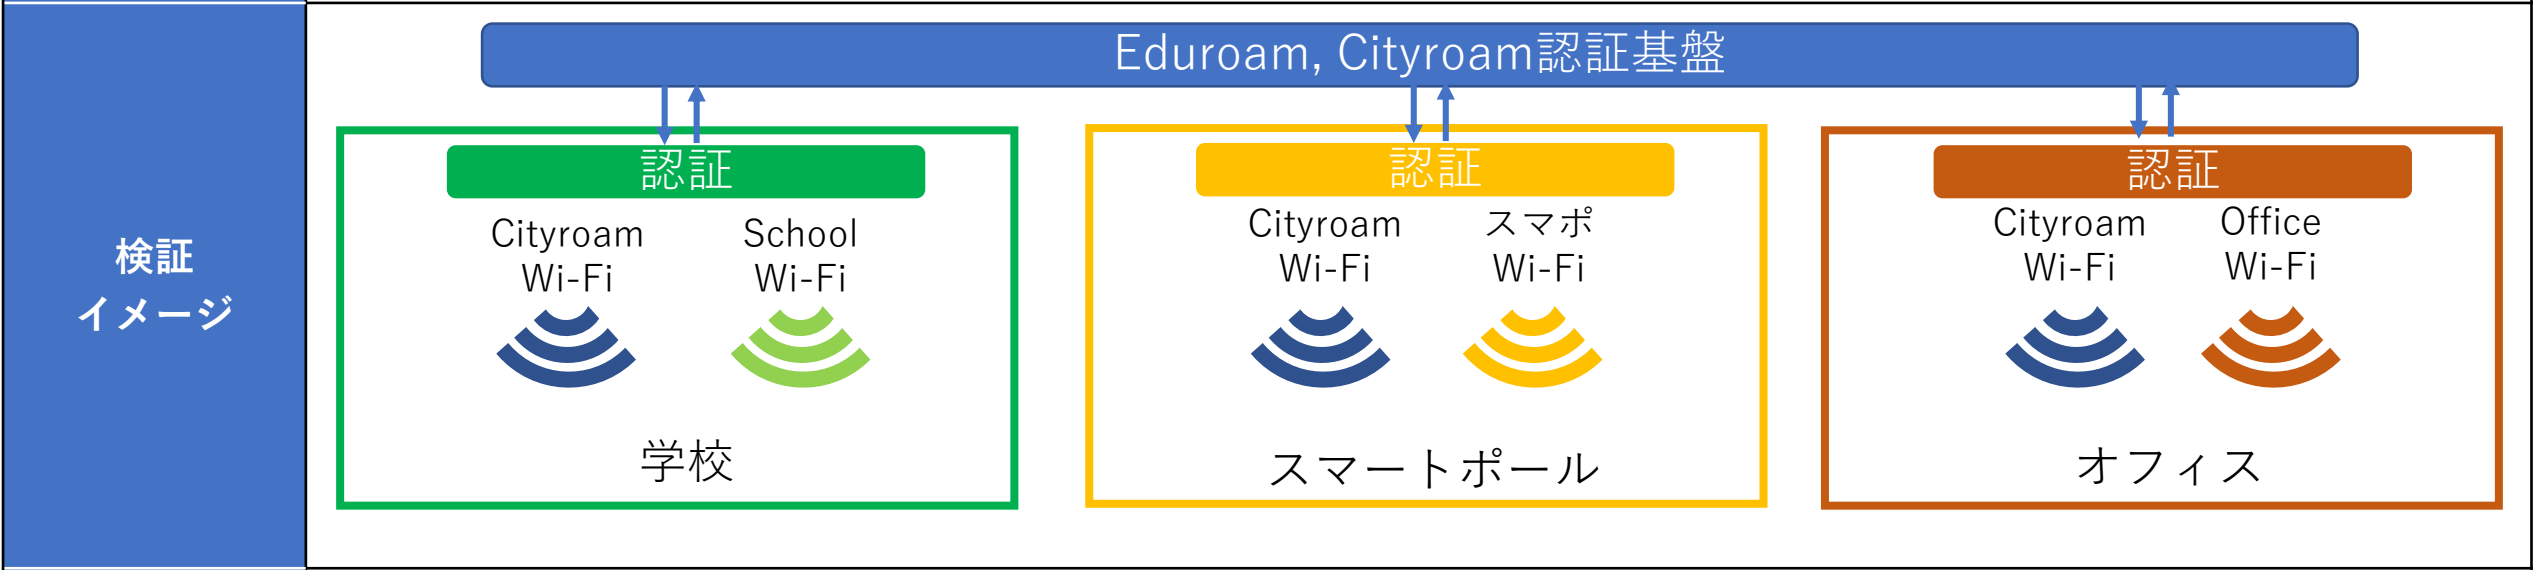 検証
イメージ
Eduroam, Cityroam認証基盤
認証
Cityroam
Wi-Fi
School
Wi-Fi
学校
認証
Cityroam
Wi-Fi
スマポ
Wi-Fi
スマートポール
認証
Cityroam
Wi-Fi
Office
Wi-Fi
オフィス